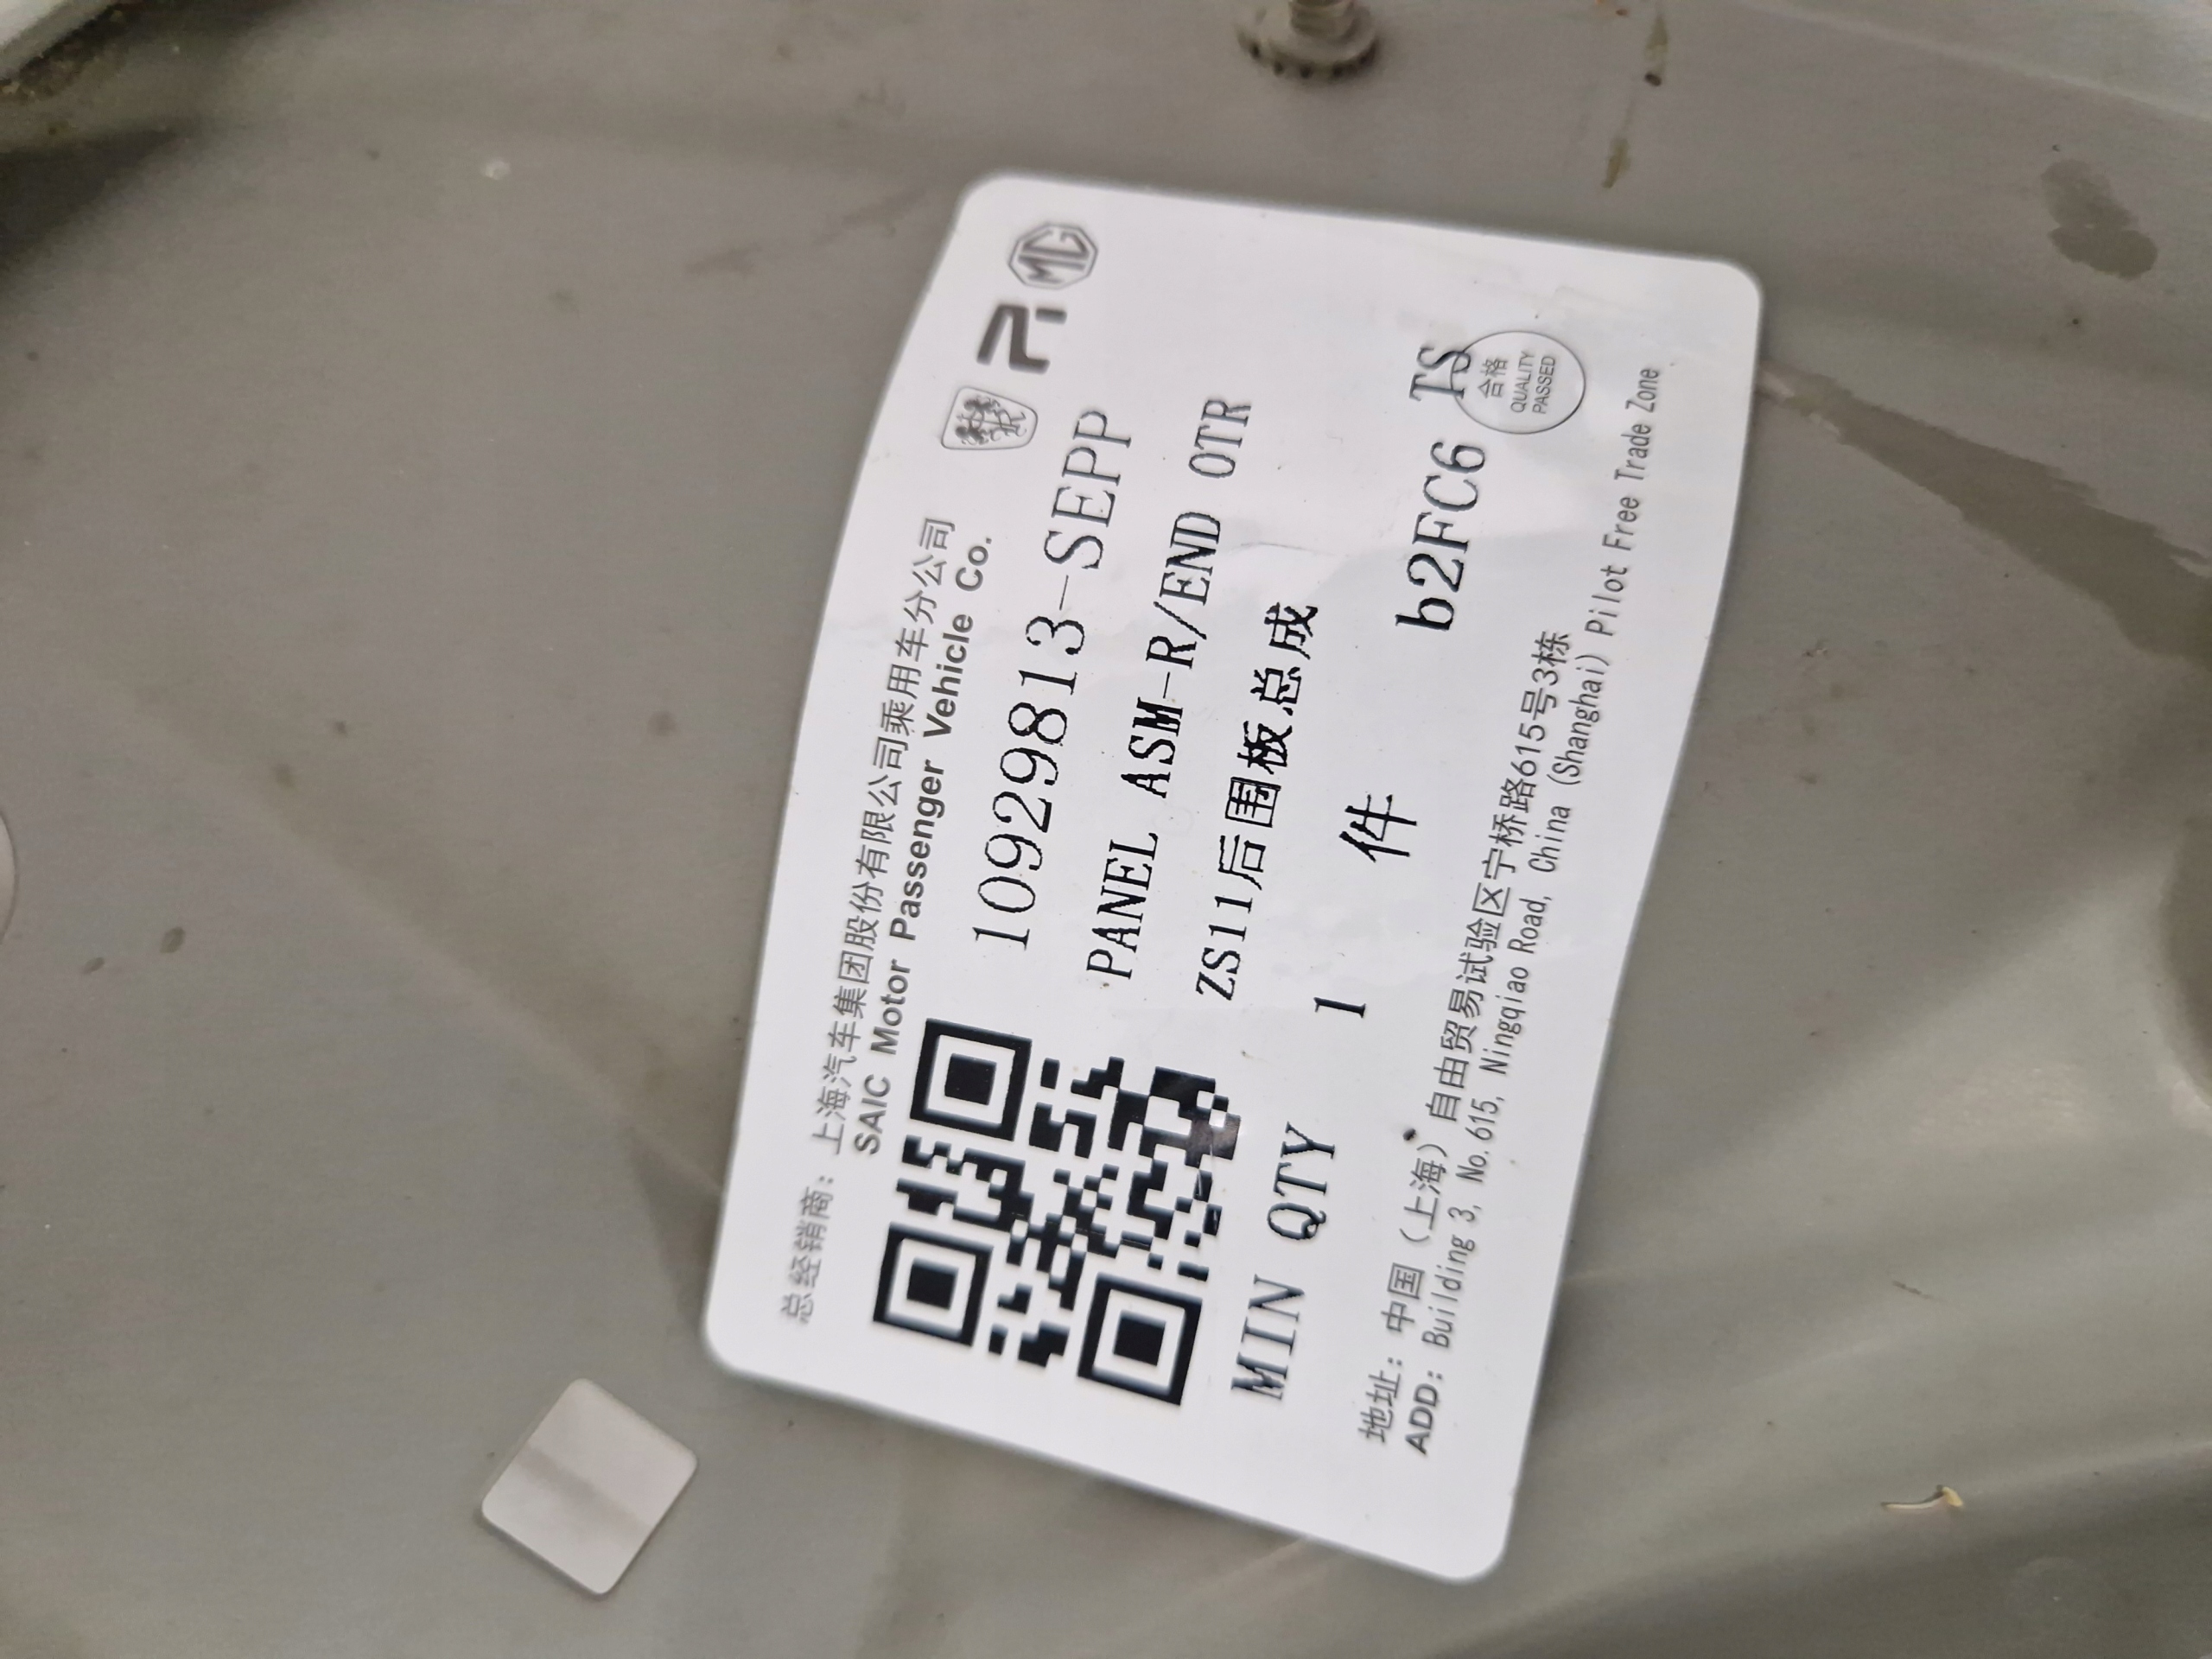 总经销商：上海汽车集团股份有限公司乘用车分公司
SAIC Motor Passenger Vehicle Co.
MG
10929813-SEPP
PANEL ASM-R/END OTR
ZS11后围板总成
MIN QTY 1 件 b2FC6 TS
合格
QUALITY
PASSED
地址：中国（上海）自由贸易试验区宁桥路615号3栋
ADD: Building 3, No.615, Ningqiao Road, China (Shanghai) Pilot Free Trade Zone